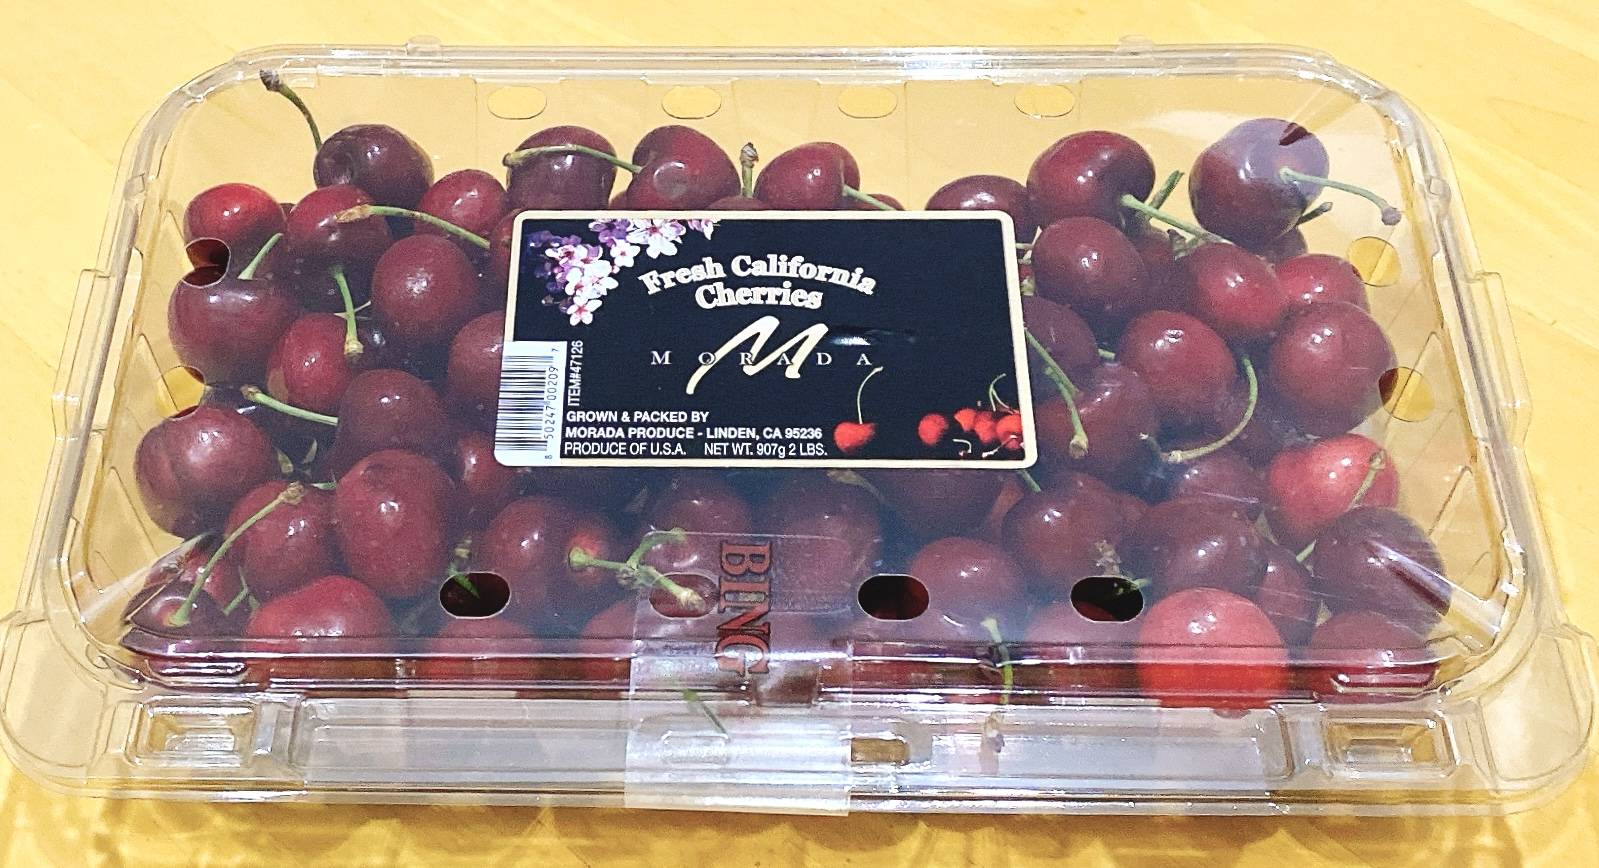 Fresh California
Cherries
M
MORADA
ITEM#47126
8 50247 00209 7
GROWN & PACKED BY
MORADA PRODUCE - LINDEN, CA 95236
PRODUCE OF U.S.A. NET WT. 907g 2 LBS.
BING